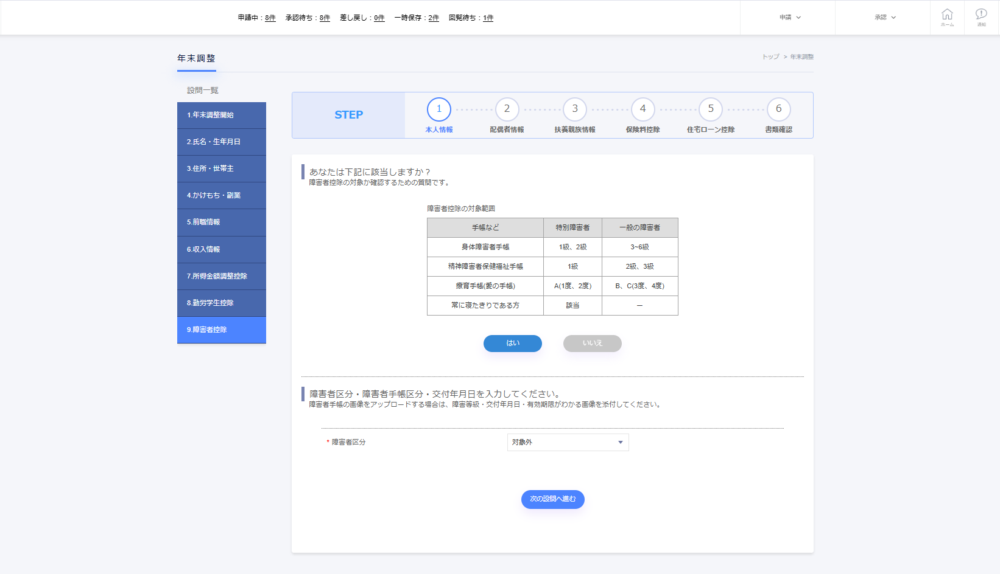 申請中：8件 承認待ち：8件 差し戻し：0件 一時保存：2件 回覧待ち：1件
申請
承認
ホーム
通知
年末調整
トップ > 年末調整
設問一覧
1.年末調整開始
2.氏名・生年月日
3.住所・世帯主
4.かけもち・副業
5.前職情報
6.収入情報
7.所得金額調整控除
8.勤労学生控除
9.障害者控除
STEP
1 2 3 4 5 6
本人情報 配偶者情報 扶養親族情報 保険料控除 住宅ローン控除 書類確認
あなたは下記に該当しますか？
障害者控除の対象か確認するための質問です。
障害者控除の対象範囲
手帳など 特別障害者 一般の障害者
身体障害者手帳 1級、2級 3~6級
精神障害者保健福祉手帳 1級 2級、3級
療育手帳(愛の手帳) A(1度、2度) B、C(3度、4度)
常に寝たきりである方 該当 ー
はい いいえ
障害者区分・障害者手帳区分・交付年月日を入力してください。
障害者手帳の画像をアップロードする場合は、障害等級・交付年月日・有効期限がわかる画像を添付してください。
* 障害者区分 対象外
次の設問へ進む